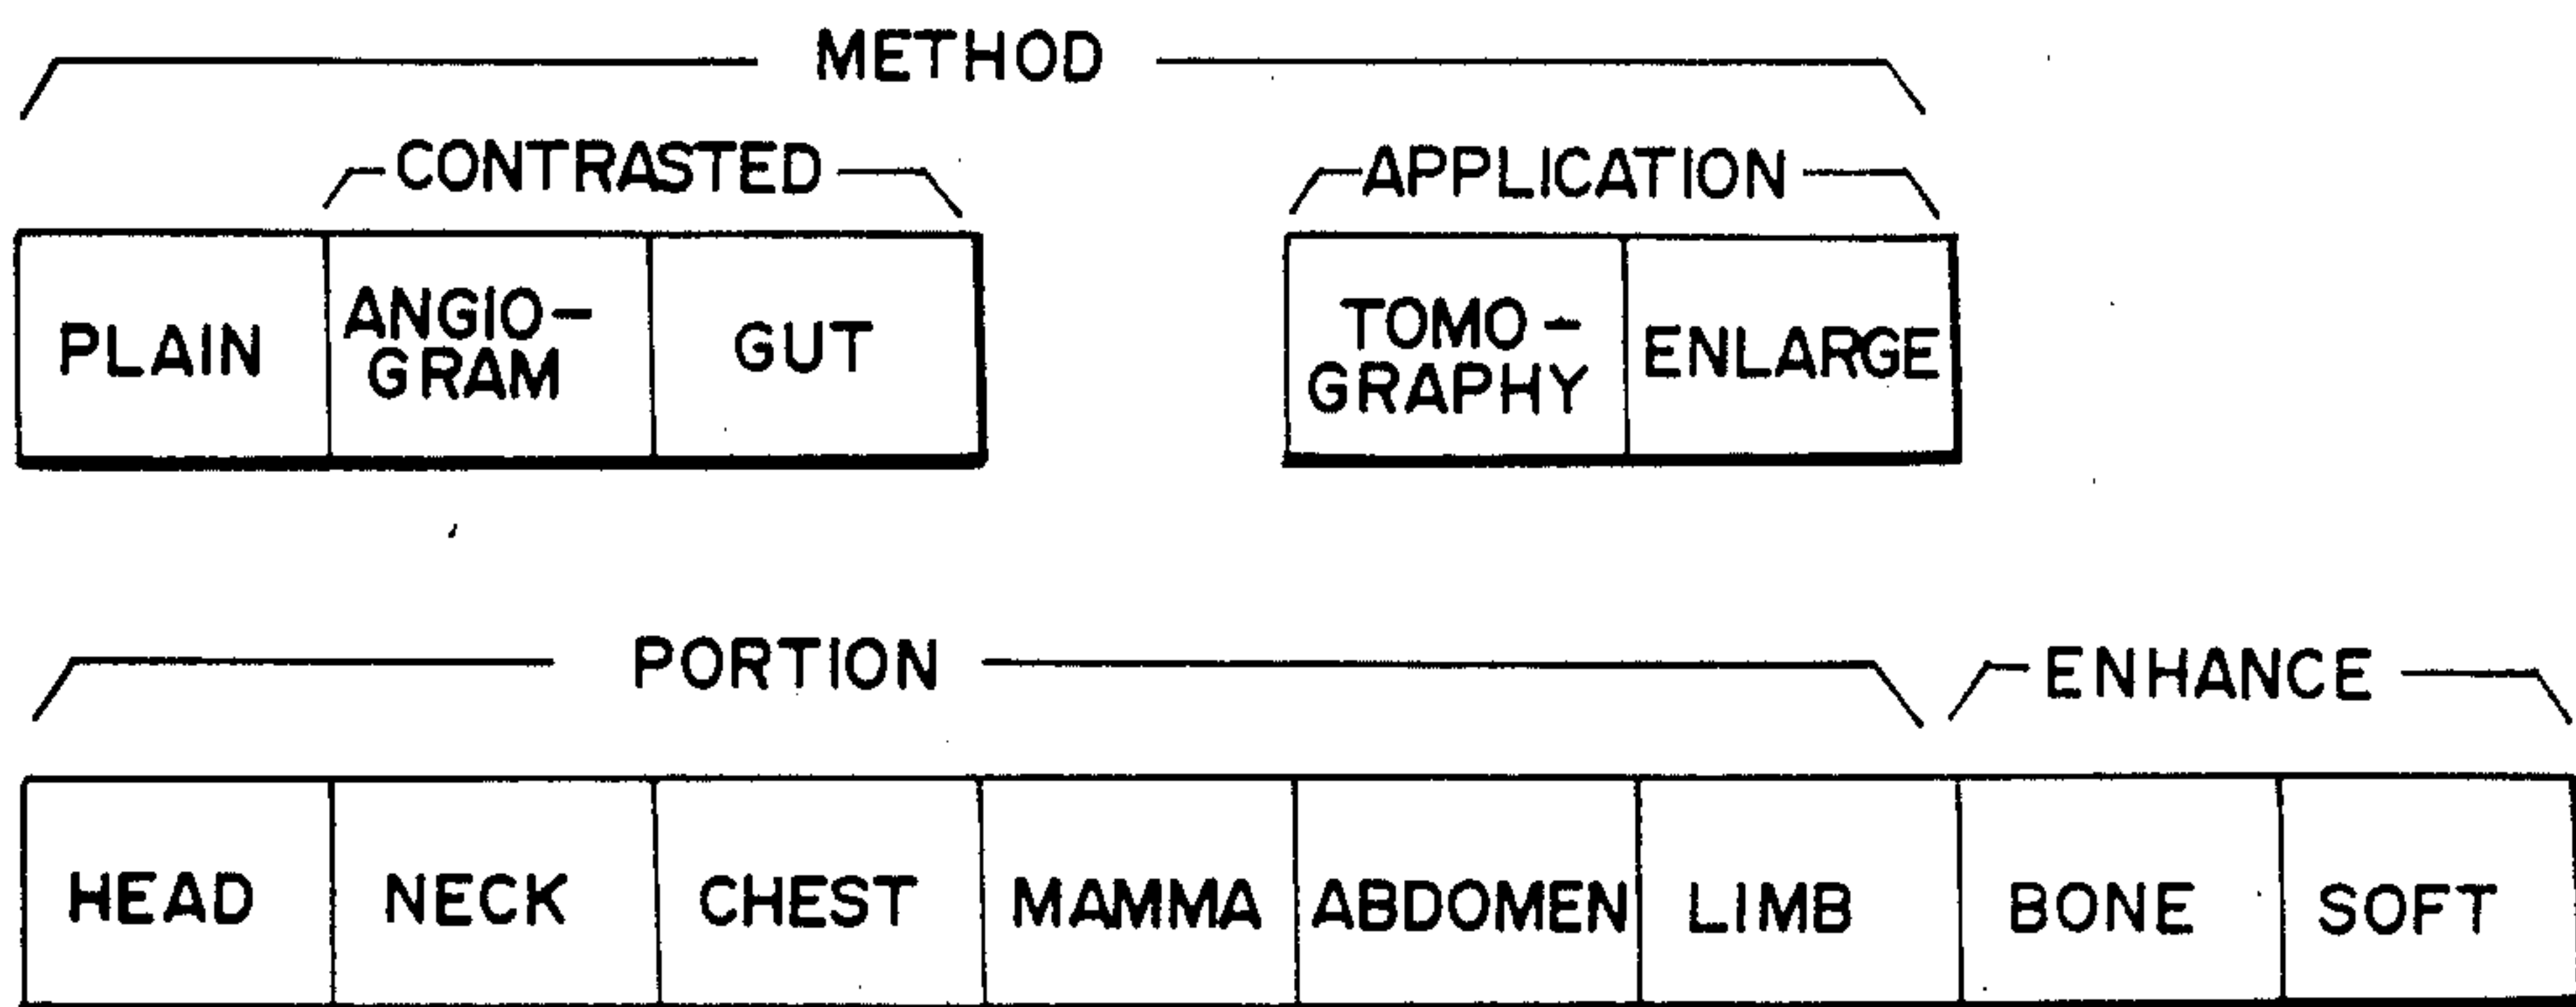 METHOD
CONTRASTED APPLICATION
PLAIN ANGIO-
GRAM GUT TOMO-
GRAPHY ENLARGE
PORTION ENHANCE
HEAD NECK CHEST MAMMA ABDOMEN LIMB BONE SOFT